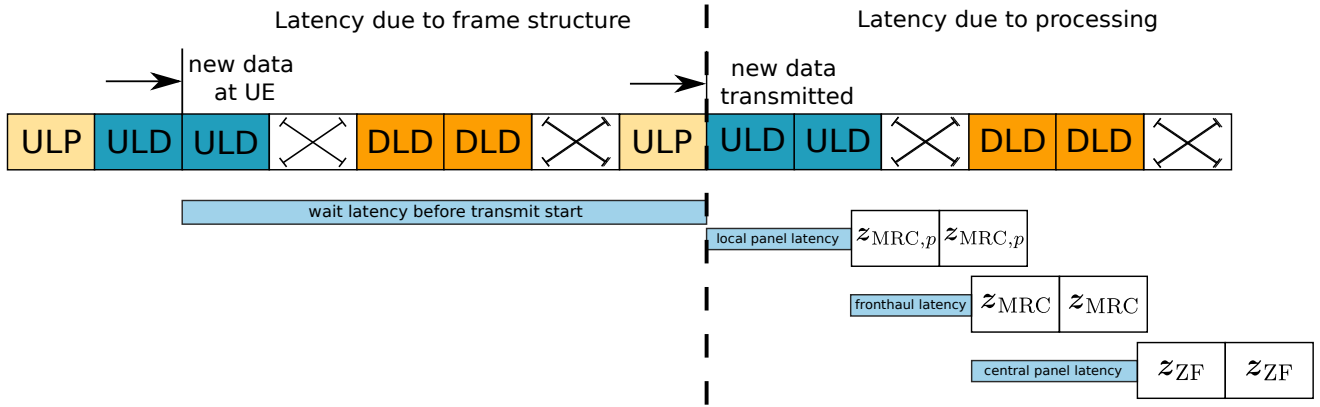 Latency due to frame structure
Latency due to processing
new data
at UE
new data
transmitted
ULP ULD ULD DLD DLD ULP ULD ULD DLD DLD
wait latency before transmit start
local panel latency z_MRC,p z_MRC,p
fronthaul latency z_MRC z_MRC
central panel latency z_ZF z_ZF